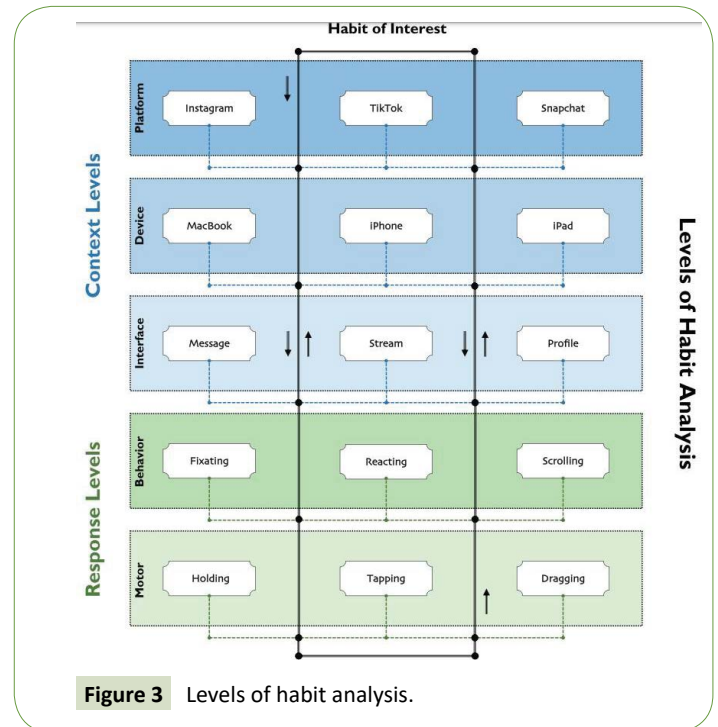 Habit of Interest
Context Levels
Platform
Instagram
TikTok
Snapchat
Device
MacBook
iPhone
iPad
Interface
Message
Stream
Profile
Response Levels
Behavior
Fixating
Reacting
Scrolling
Motor
Holding
Tapping
Dragging
Levels of Habit Analysis
Figure 3 Levels of habit analysis.